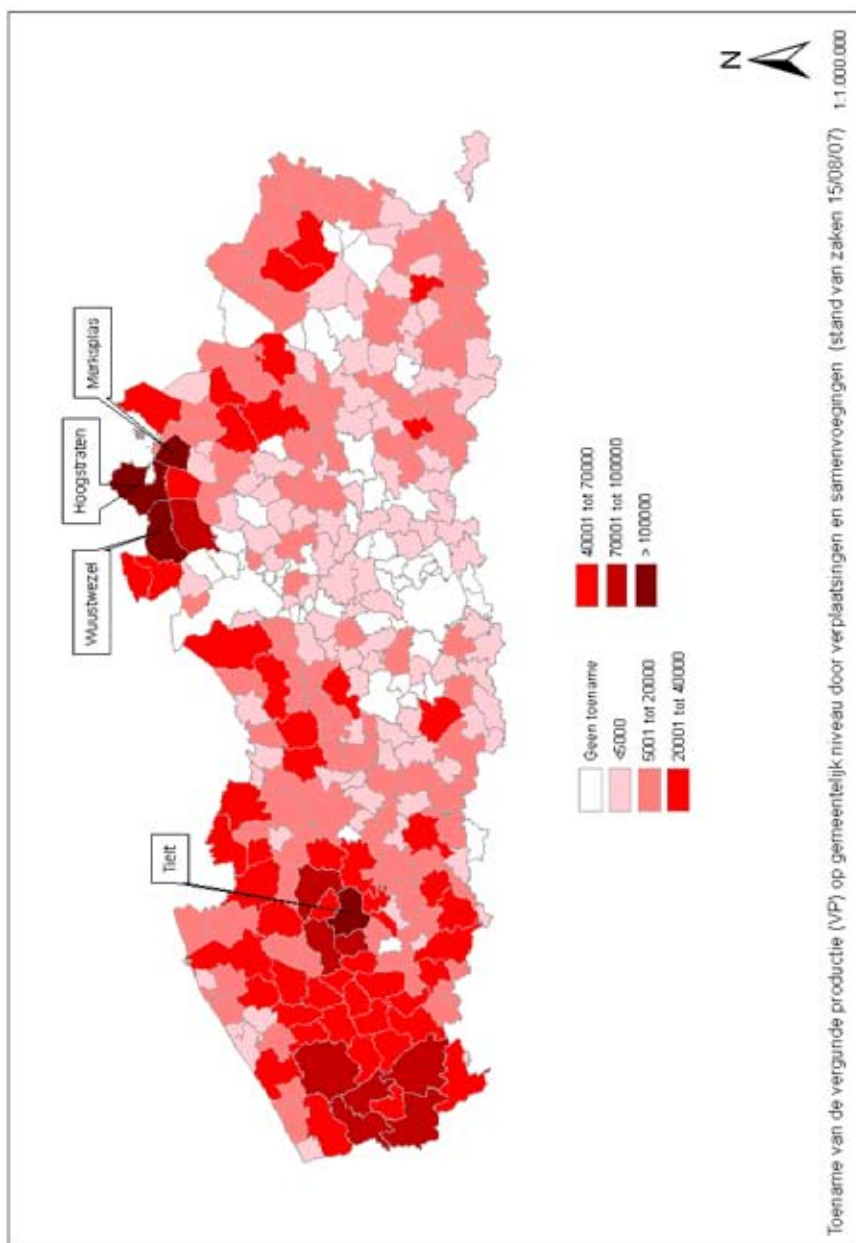 Wuustwezel
Hoogstraten
Merksplas
Tielt
N
Geen toename
<5000
5001 tot 20000
20001 tot 40000
40001 tot 70000
70001 tot 100000
> 100000
Toename van de vergunde productie (VP) op gemeentelijk niveau door verplaatsingen en samenvoegingen (stand van zaken 15/08/07) 1:1.000.000